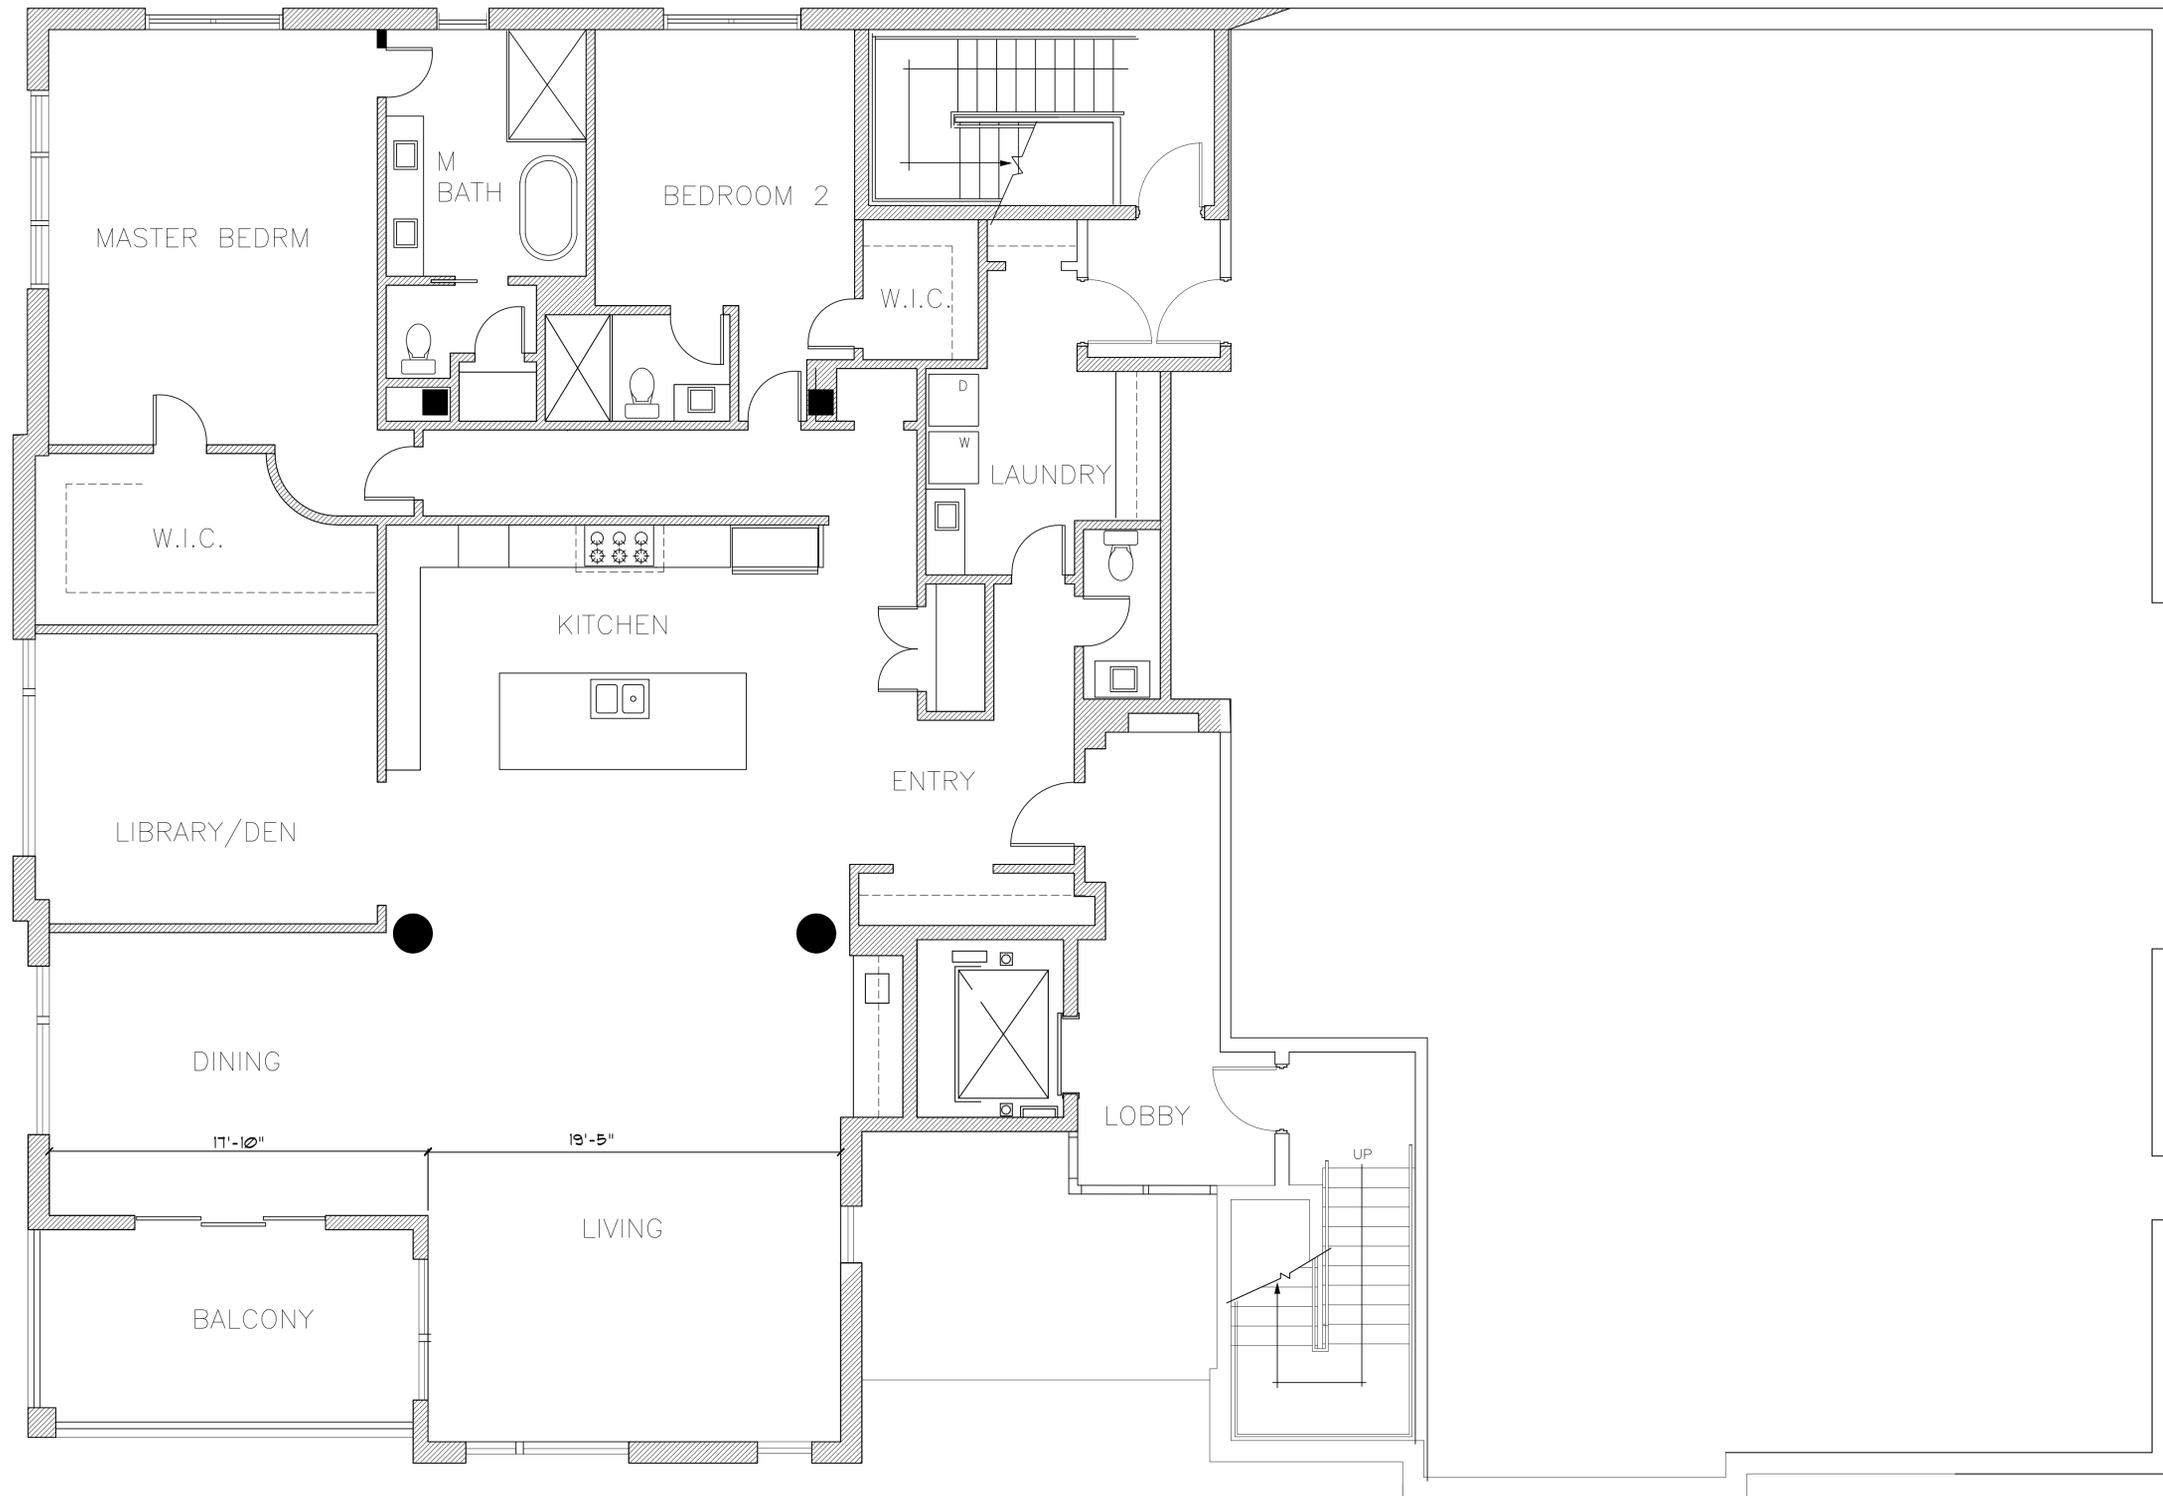 M
BATH
BEDROOM 2
MASTER BEDRM
W.I.C.
D
W
LAUNDRY
W.I.C.
KITCHEN
ENTRY
LIBRARY/DEN
DINING
LOBBY
17'-10"
19'-5"
UP
LIVING
BALCONY